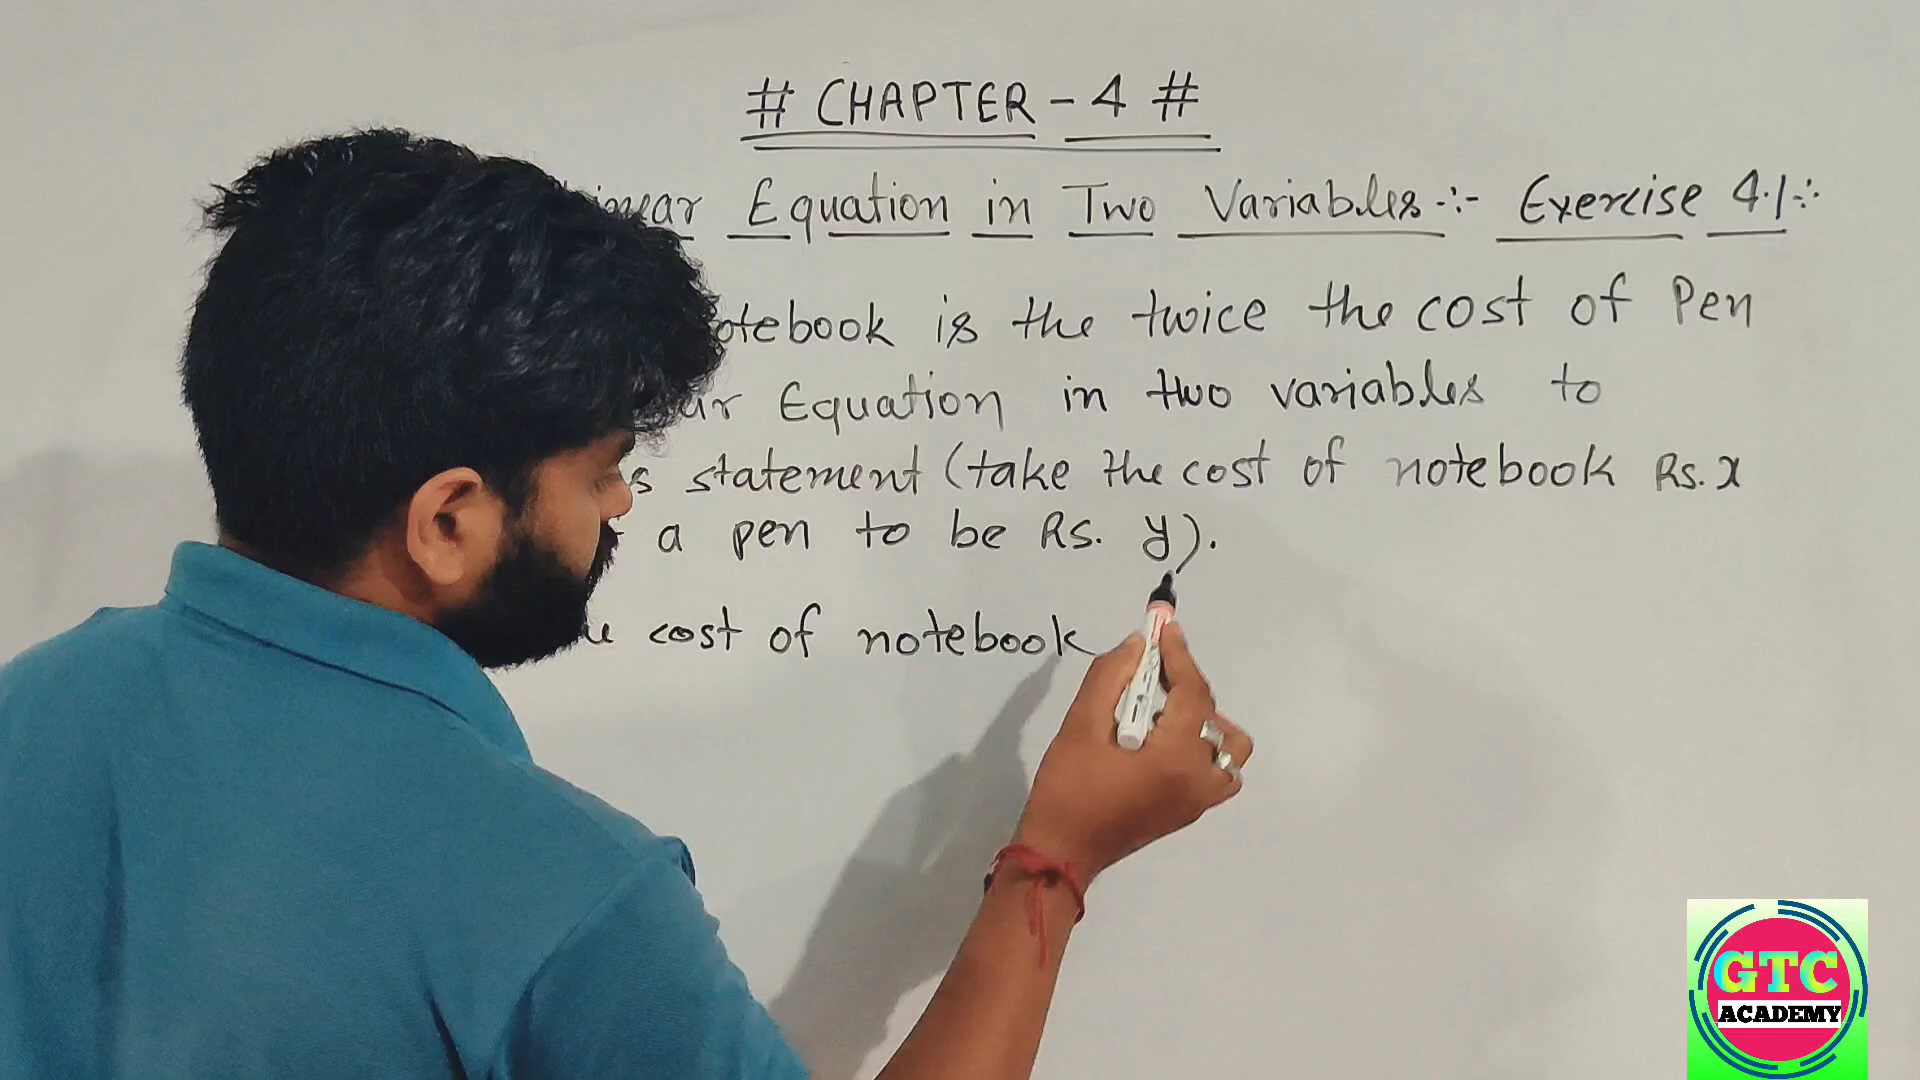 # CHAPTER - 4 #
Equation in Two Variables :- Exercise 4.1 :-
is the twice the cost of Pen
Equation in two variables to
statement (take the cost of notebook Rs. x
a pen to be Rs. y).
cost of notebook
GTC
ACADEMY